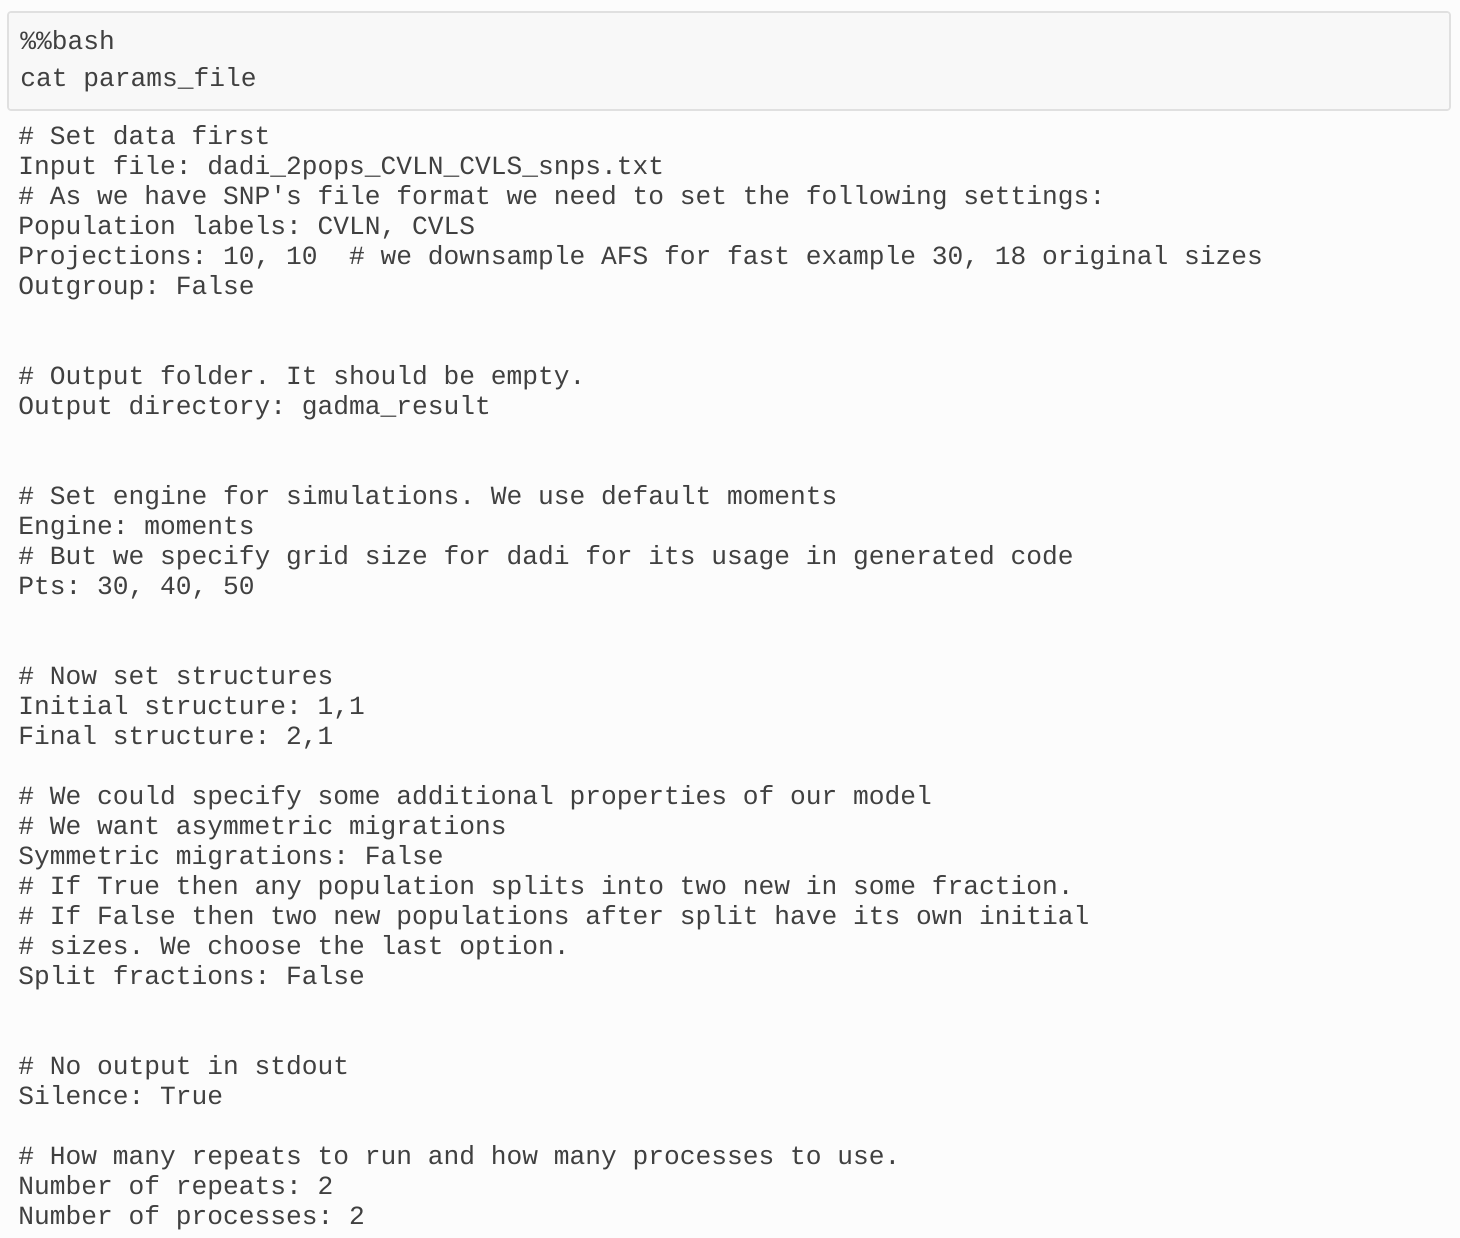 %%bash
cat params_file
# Set data first
Input file: dadi_2pops_CVLN_CVLS_snps.txt
# As we have SNP's file format we need to set the following settings:
Population labels: CVLN, CVLS
Projections: 10, 10  # we downsample AFS for fast example 30, 18 original sizes
Outgroup: False
# Output folder. It should be empty.
Output directory: gadma_result
# Set engine for simulations. We use default moments
Engine: moments
# But we specify grid size for dadi for its usage in generated code
Pts: 30, 40, 50
# Now set structures
Initial structure: 1,1
Final structure: 2,1
# We could specify some additional properties of our model
# We want asymmetric migrations
Symmetric migrations: False
# If True then any population splits into two new in some fraction.
# If False then two new populations after split have its own initial
# sizes. We choose the last option.
Split fractions: False
# No output in stdout
Silence: True
# How many repeats to run and how many processes to use.
Number of repeats: 2
Number of processes: 2